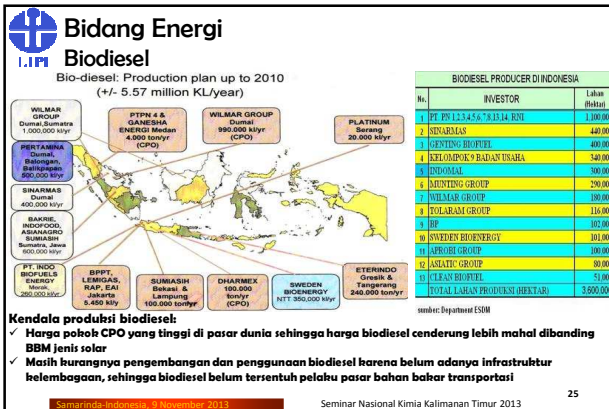 LIPI
Bidang Energi
Biodiesel
Bio-diesel: Production plan up to 2010
(+/- 5.57 million KL/year)
WILMAR
GROUP
Dumai,Sumatra
1,000,000 kl/yr
PTPN 4 &
GANESHA
ENERGI Medan
4.000 ton/yr
(CPO)
WILMAR GROUP
Dumai
990.000 kl/yr
(CPO)
PLATINUM
Serang
20.000 kl/yr
PERTAMINA
Dumai,
Balongan,
Balikpapan
500,000 kl/yr
SINARMAS
Dumai
400,000 kl/yr
BAKRIE,
INDOFOOD,
ASIANAGRO
SUMIASIH
Sumatra, Jawa
600,000 kl/yr
PT. INDO
BIOFUELS
ENERGY
Merak,
BPPT,
LEMIGAS,
RAP, EAI
Jakarta
5.450 kl/y
SUMIASIH
Bekasi &
Lampung
100.000 ton/yr
DHARMEX
100.000
ton/yr
(CPO)
SWEDEN
BIOENERGY
NTT 350,000 kl/yr
ETERINDO
Gresik &
Tangerang
240.000 ton/yr
BIODIESEL PRODUCER DI INDONESIA
No. INVESTOR Lahan (Hektar)
1 PT. PN 1,2,3,4,5,6,7,8,13,14, RNI 1,100,00
2 SINARMAS 440,00
3 GENTING BIOFUEL 400,00
4 KELOMPOK 9 BADAN USAHA 340,00
5 INDOMAL 300,00
6 MUNTING GROUP 290,00
7 WILMAR GROUP 180,00
8 TOLARAM GROUP 116,00
9 BP 102,00
10 SWEDEN BIOENERGY 101,00
11 APROBI GROUP 100,00
12 ASIATIC GROUP 80,00
13 CLEAN BIOFUEL 51,00
TOTAL LAHAN PRODUKSI (HEKTAR) 3,600,00
sumber: Department ESDM
Kendala produksi biodiesel:
✓ Harga pokok CPO yang tinggi di pasar dunia sehingga harga biodiesel cenderung lebih mahal dibanding
BBM jenis solar
✓ Masih kurangnya pengembangan dan penggunaan biodiesel karena belum adanya infrastruktur
kelembagaan, sehingga biodiesel belum tersentuh pelaku pasar bahan bakar transportasi
Samarinda-Indonesia, 9 November 2013
Seminar Nasional Kimia Kalimanan Timur 2013
25